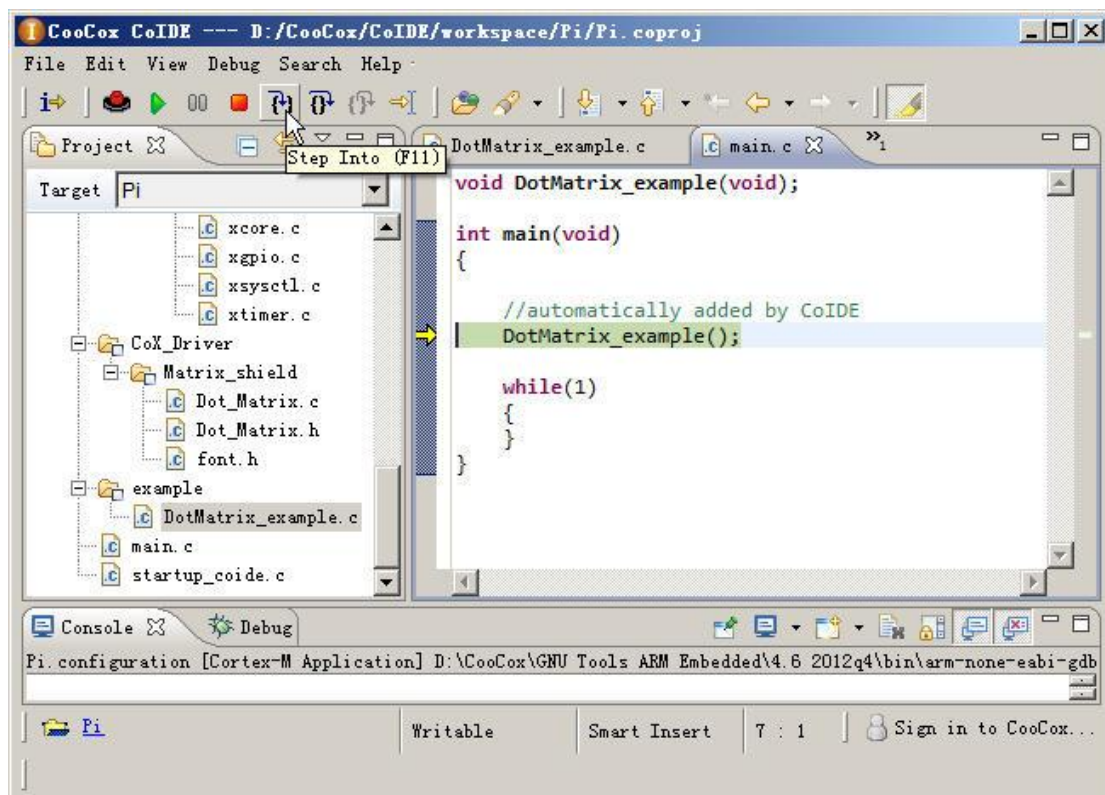 CooCox CoIDE --- D:/CooCox/CoIDE/workspace/Pi/Pi.coproj
File Edit View Debug Search Help
Project
Step Into (F11)
DotMatrix_example.c
main.c
»1
Target Pi
xcore.c
xgpio.c
xsysctl.c
xtimer.c
CoX_Driver
Matrix_shield
Dot_Matrix.c
Dot_Matrix.h
font.h
example
DotMatrix_example.c
main.c
startup_coide.c
void DotMatrix_example(void);
int main(void)
{
//automatically added by CoIDE
DotMatrix_example();
while(1)
{
}
}
Console
Debug
Pi.configuration [Cortex-M Application] D:\CooCox\GNU Tools ARM Embedded\4.6 2012q4\bin\arm-none-eabi-gdb
Pi
Writable
Smart Insert
7 : 1
Sign in to CooCox...